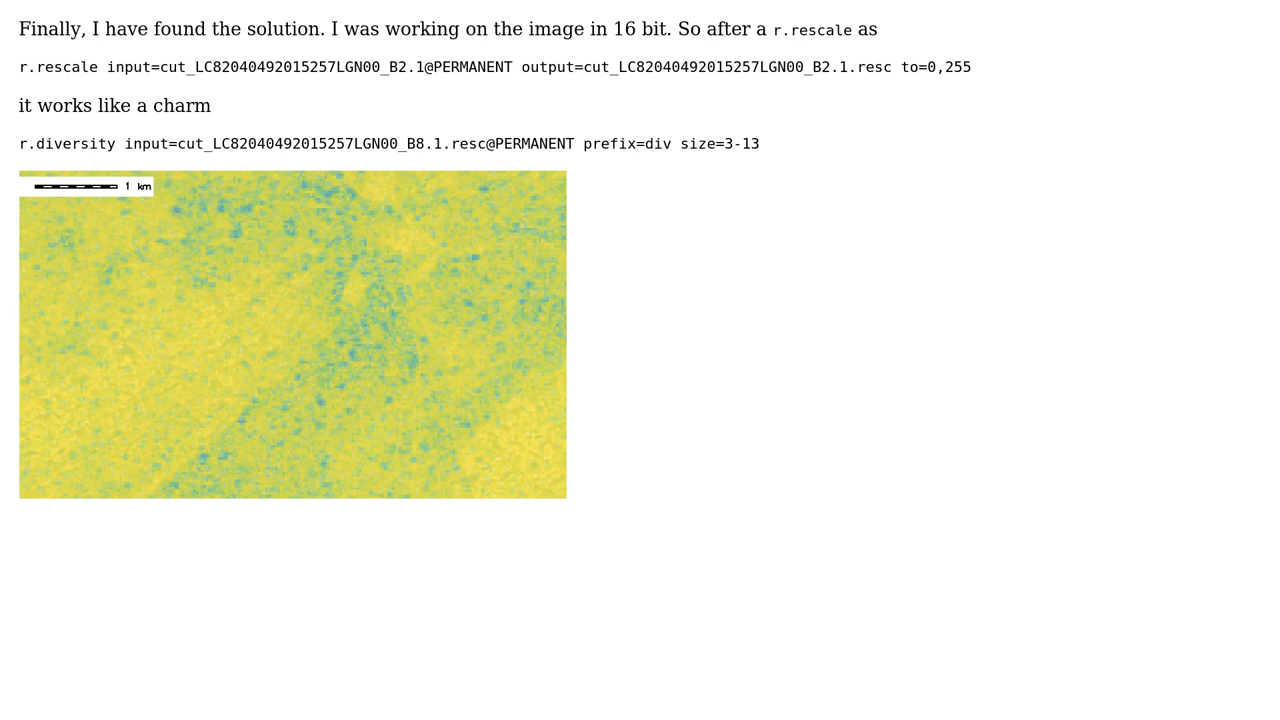 Finally, I have found the solution. I was working on the image in 16 bit. So after a r.rescale as
r.rescale input=cut_LC82040492015257LGN00_B2.1@PERMANENT output=cut_LC82040492015257LGN00_B2.1.resc to=0,255
it works like a charm
r.diversity input=cut_LC82040492015257LGN00_B8.1.resc@PERMANENT prefix=div size=3-13
1 km